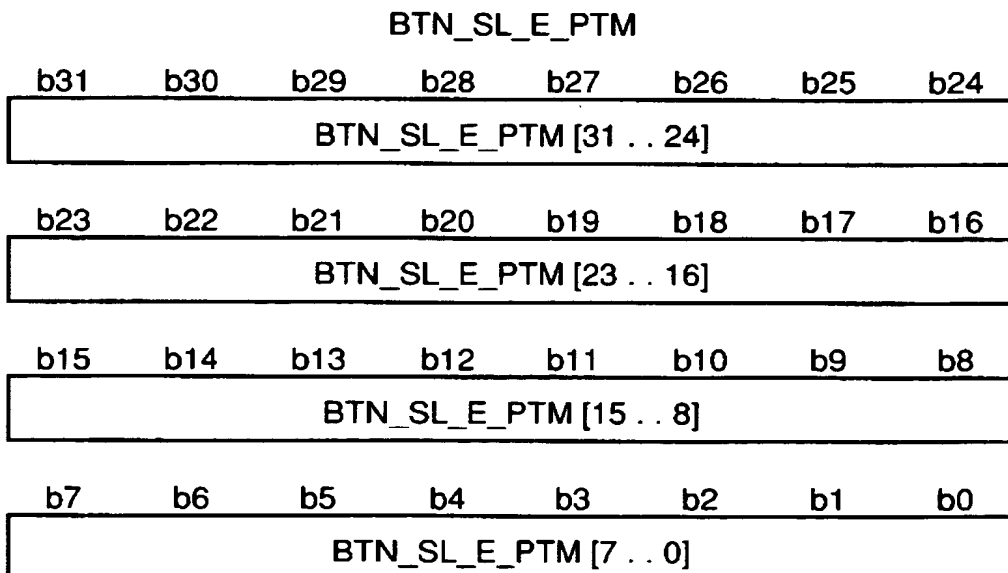 BTN_SL_E_PTM
b31 b30 b29 b28 b27 b26 b25 b24
BTN_SL_E_PTM [31 . . 24]
b23 b22 b21 b20 b19 b18 b17 b16
BTN_SL_E_PTM [23 . . 16]
b15 b14 b13 b12 b11 b10 b9 b8
BTN_SL_E_PTM [15 . . 8]
b7 b6 b5 b4 b3 b2 b1 b0
BTN_SL_E_PTM [7 . . 0]